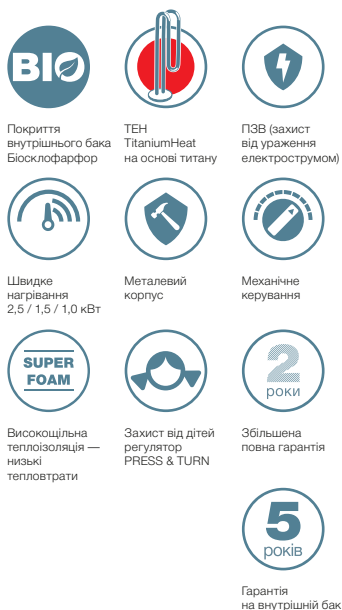 BIO
Покриття
внутрішнього бака
Біосклофарфор
ТЕН
TitaniumHeat
на основі титану
ПЗВ (захист
від ураження
електрострумом)
Швидке
нагрівання
2,5 / 1,5 / 1,0 кВт
Металевий
корпус
Механічне
керування
SUPER
FOAM
Високощільна
теплоізоляція —
низькі
тепловтрати
Захист від дітей
регулятор
PRESS & TURN
2
роки
Збільшена
повна гарантія
5
років
Гарантія
на внутрішній бак